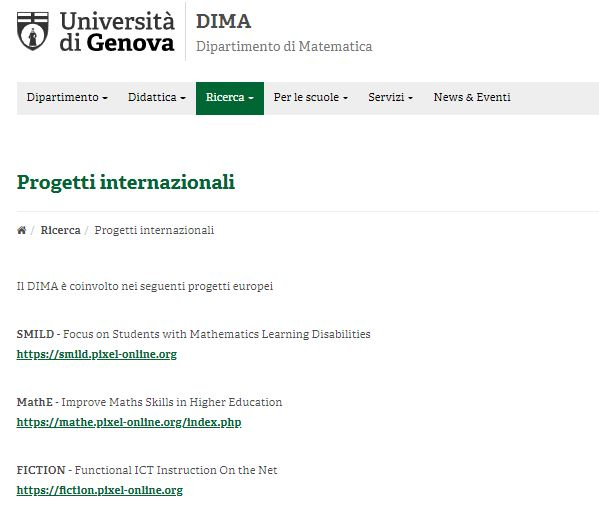 Università
di Genova
DIMA
Dipartimento di Matematica
Dipartimento Didattica Ricerca Per le scuole Servizi News & Eventi
Progetti internazionali
/ Ricerca / Progetti internazionali
Il DIMA è coinvolto nei seguenti progetti europei
SMILD - Focus on Students with Mathematics Learning Disabilities
https://smild.pixel-online.org
MathE - Improve Maths Skills in Higher Education
https://mathe.pixel-online.org/index.php
FICTION - Functional ICT Instruction On the Net
https://fiction.pixel-online.org